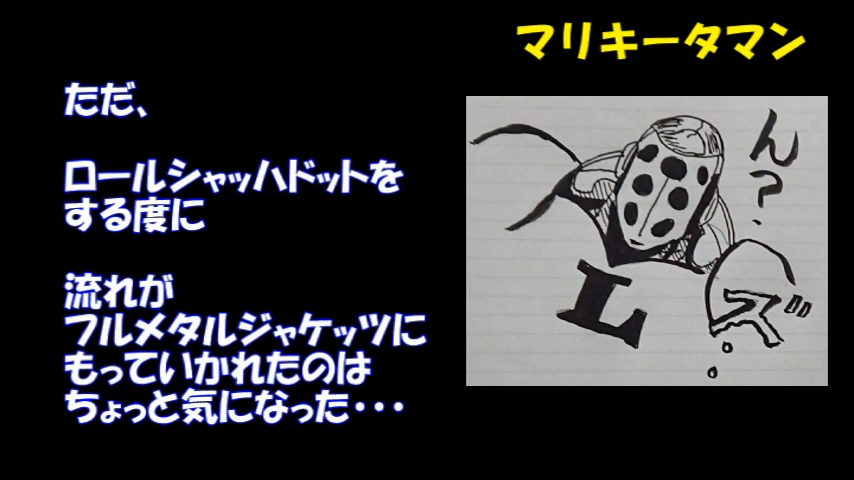 マリキータマン
ただ、
ロールシャッハドットを
する度に
流れが
フルメタルジャケッツに
もっていかれたのは
ちょっと気になった・・・
ん?
L
ズズ